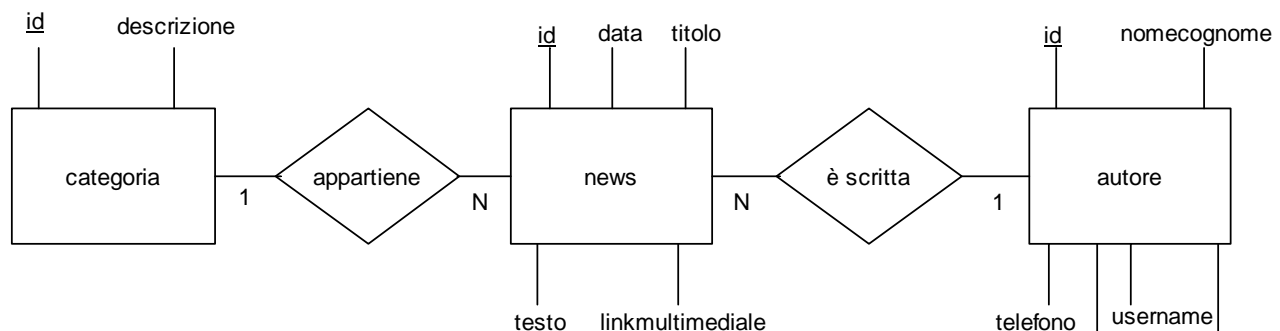 id descrizione id data titolo id nomecognome
categoria appartiene news è scritta autore
1 N N 1
testo linkmultimediale telefono username